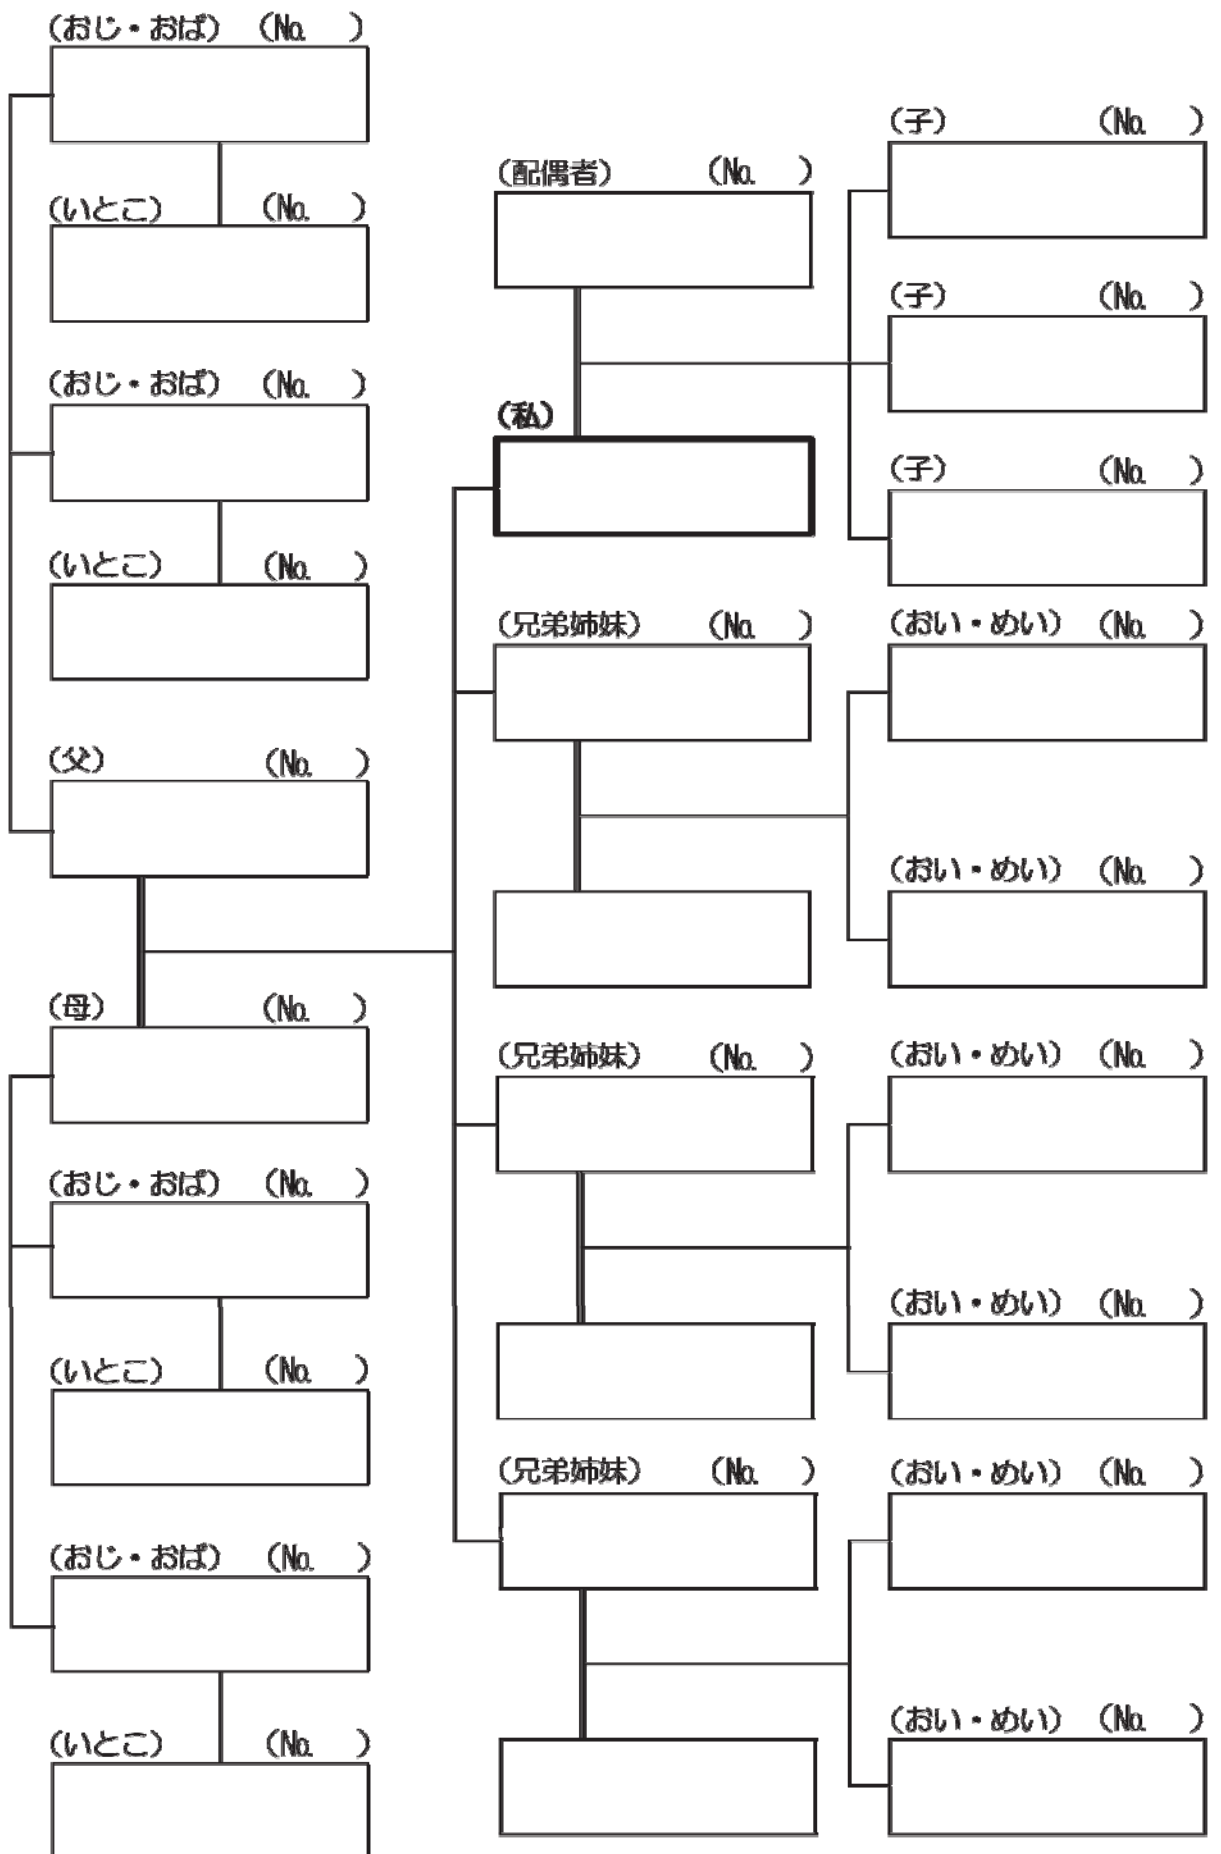 (おじ・おば) (No. )
(いとこ) (No. )
(おじ・おば) (No. )
(いとこ) (No. )
(父) (No. )
(母) (No. )
(おじ・おば) (No. )
(いとこ) (No. )
(おじ・おば) (No. )
(いとこ) (No. )
(配偶者) (No. )
(私)
(兄弟姉妹) (No. )
(兄弟姉妹) (No. )
(兄弟姉妹) (No. )
(子) (No. )
(子) (No. )
(子) (No. )
(おい・めい) (No. )
(おい・めい) (No. )
(おい・めい) (No. )
(おい・めい) (No. )
(おい・めい) (No. )
(おい・めい) (No. )